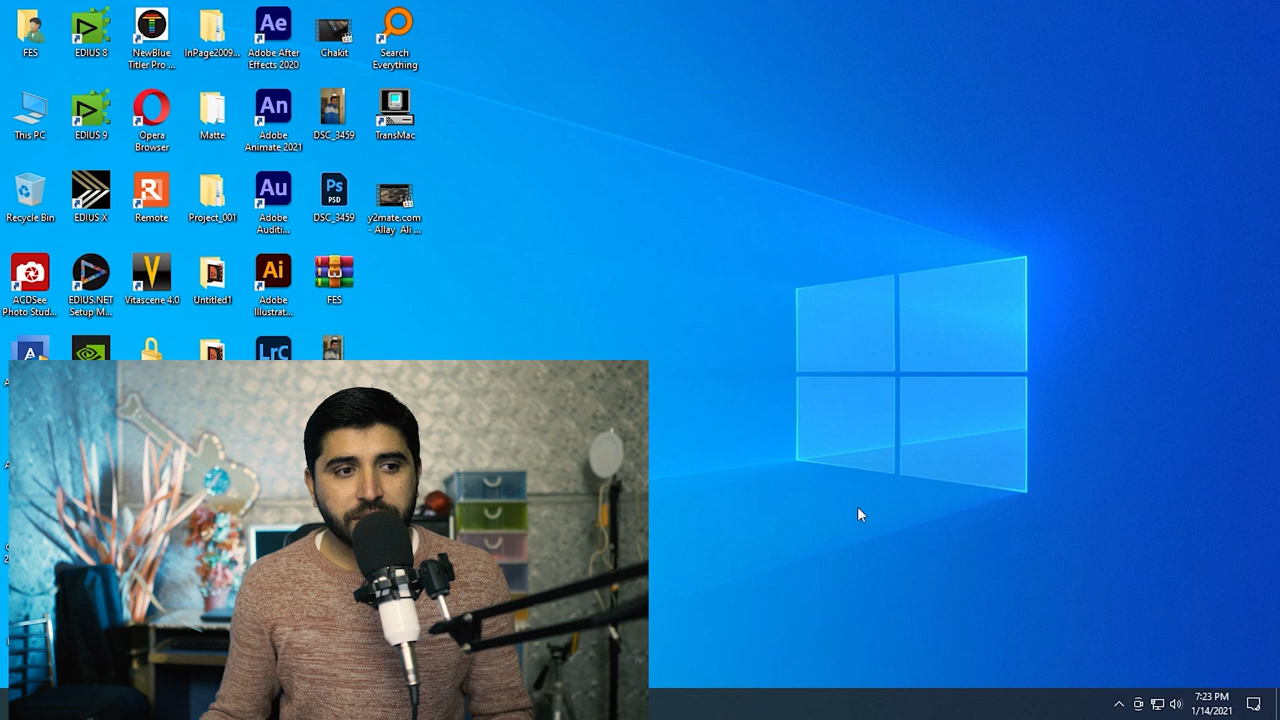 FES
EDIUS 8
NewBlue
Titler Pro ...
InPage2009...
Ae
Adobe After
Effects 2020
Chakit
Search
Everything
This PC
EDIUS 9
Opera
Browser
Matte
An
Adobe
Animate 2021
DSC_3459
TransMac
Recycle Bin
EDIUS X
R
Remote
Project_001
Au
Adobe
Auditi...
Ps
PSD
DSC_3459
y2mate.com
- Allay Ali ...
ACDSee
Photo Stud...
EDIUS.NET
Setup M...
V
Vitascene 4.0
Untitled1
Ai
Adobe
Illustrat...
FES
A
LrC
7:23 PM
1/14/2021